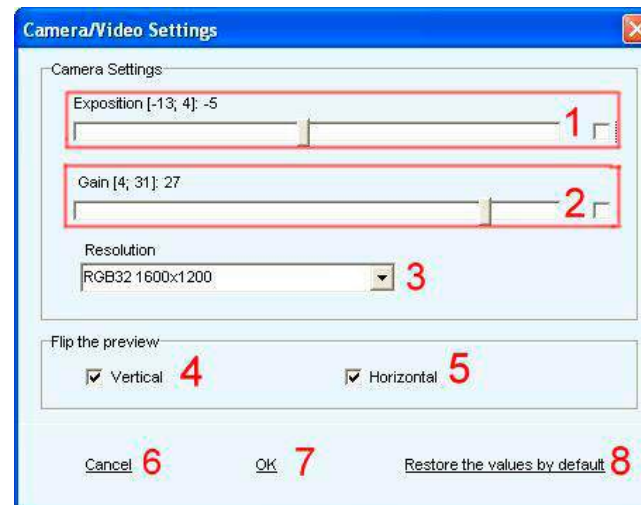 Camera/Video Settings
Camera Settings
Exposition [-13; 4]: -5
1
Gain [4; 31]: 27
2
Resolution
RGB32 1600x1200
3
Flip the preview
Vertical 4 Horizontal 5
Cancel 6 OK 7 Restore the values by default 8